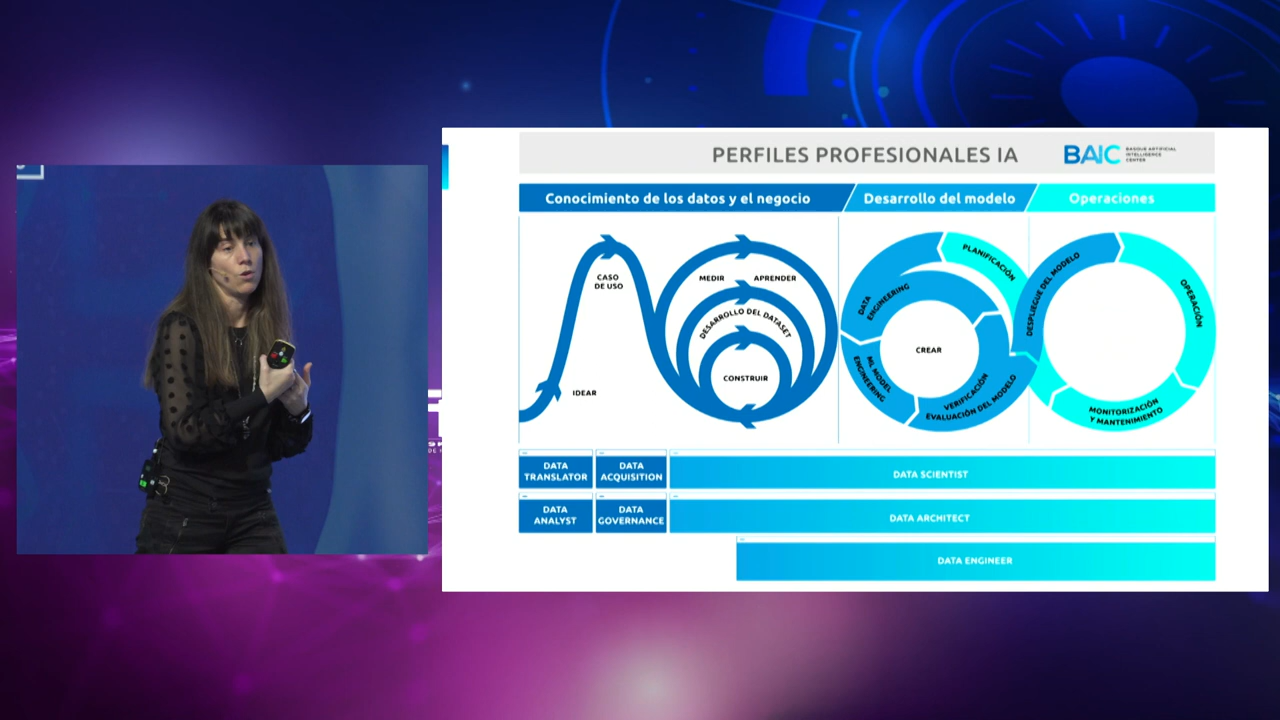 PERFILES PROFESIONALES IA
BAIC
BASQUE ARTIFICIAL
INTELLIGENCE
CENTER
Conocimiento de los datos y el negocio
Desarrollo del modelo
Operaciones
CASO
DE USO
IDEAR
MEDIR
APRENDER
DESARROLLO DEL DATASET
CONSTRUIR
DATA
ENGINEERING
PLANIFICACIÓN
CREAR
ML MODEL
ENGINEERING
VERIFICACIÓN
EVALUACIÓN DEL MODELO
DESPLIEGUE DEL MODELO
OPERACIÓN
MONITORIZACIÓN
Y MANTENIMIENTO
DATA
TRANSLATOR
DATA
ACQUISITION
DATA SCIENTIST
DATA
ANALYST
DATA
GOVERNANCE
DATA ARCHITECT
DATA ENGINEER